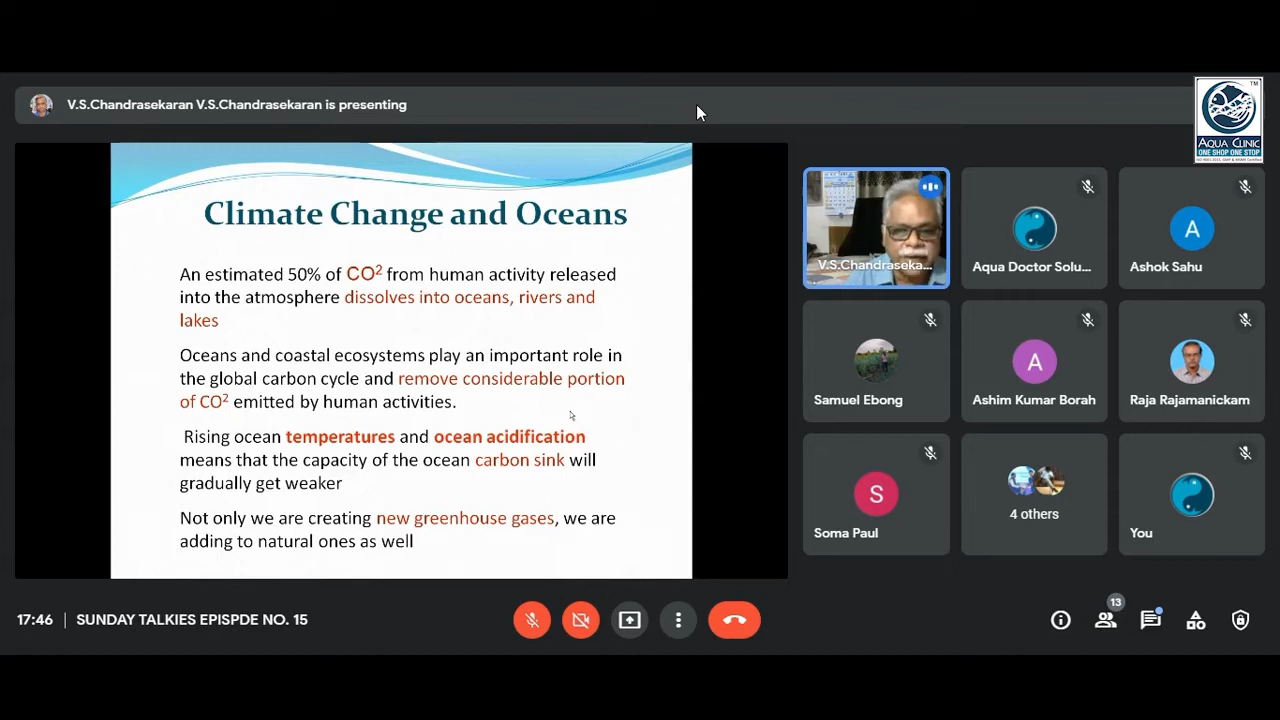 V.S.Chandrasekaran V.S.Chandrasekaran is presenting
TM
AQUA CLINIC
ONE SHOP ONE STOP
Climate Change and Oceans
An estimated 50% of CO² from human activity released
into the atmosphere dissolves into oceans, rivers and
lakes
Oceans and coastal ecosystems play an important role in
the global carbon cycle and remove considerable portion
of CO² emitted by human activities.
Rising ocean temperatures and ocean acidification
means that the capacity of the ocean carbon sink will
gradually get weaker
Not only we are creating new greenhouse gases, we are
adding to natural ones as well
V.S.Chandraseka...
Aqua Doctor Solu...
A
Ashok Sahu
Samuel Ebong
A
Ashim Kumar Borah
Raja Rajamanickam
S
Soma Paul
4 others
You
17:46 | SUNDAY TALKIES EPISPDE NO. 15
13